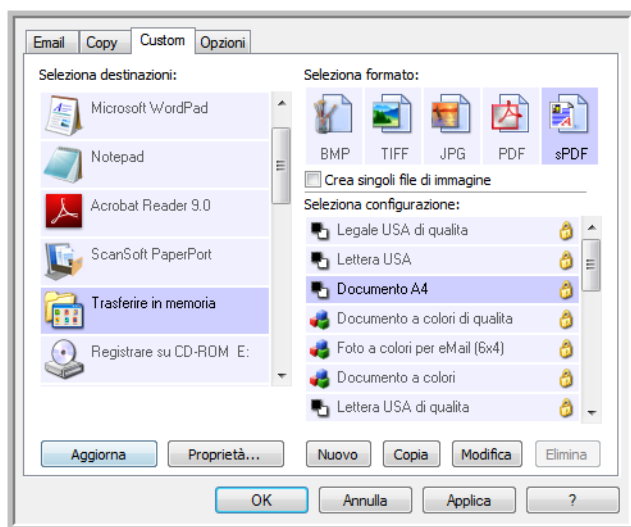 Email Copy Custom Opzioni
Seleziona destinazioni:
Microsoft WordPad
Notepad
Acrobat Reader 9.0
ScanSoft PaperPort
Trasferire in memoria
Registrare su CD-ROM E:
Seleziona formato:
BMP TIFF JPG PDF sPDF
Crea singoli file di immagine
Seleziona configurazione:
Legale USA di qualita
Lettera USA
Documento A4
Documento a colori di qualita
Foto a colori per eMail (6x4)
Documento a colori
Lettera USA di qualita
Aggiorna Proprietà... Nuovo Copia Modifica Elimina
OK Annulla Applica ?